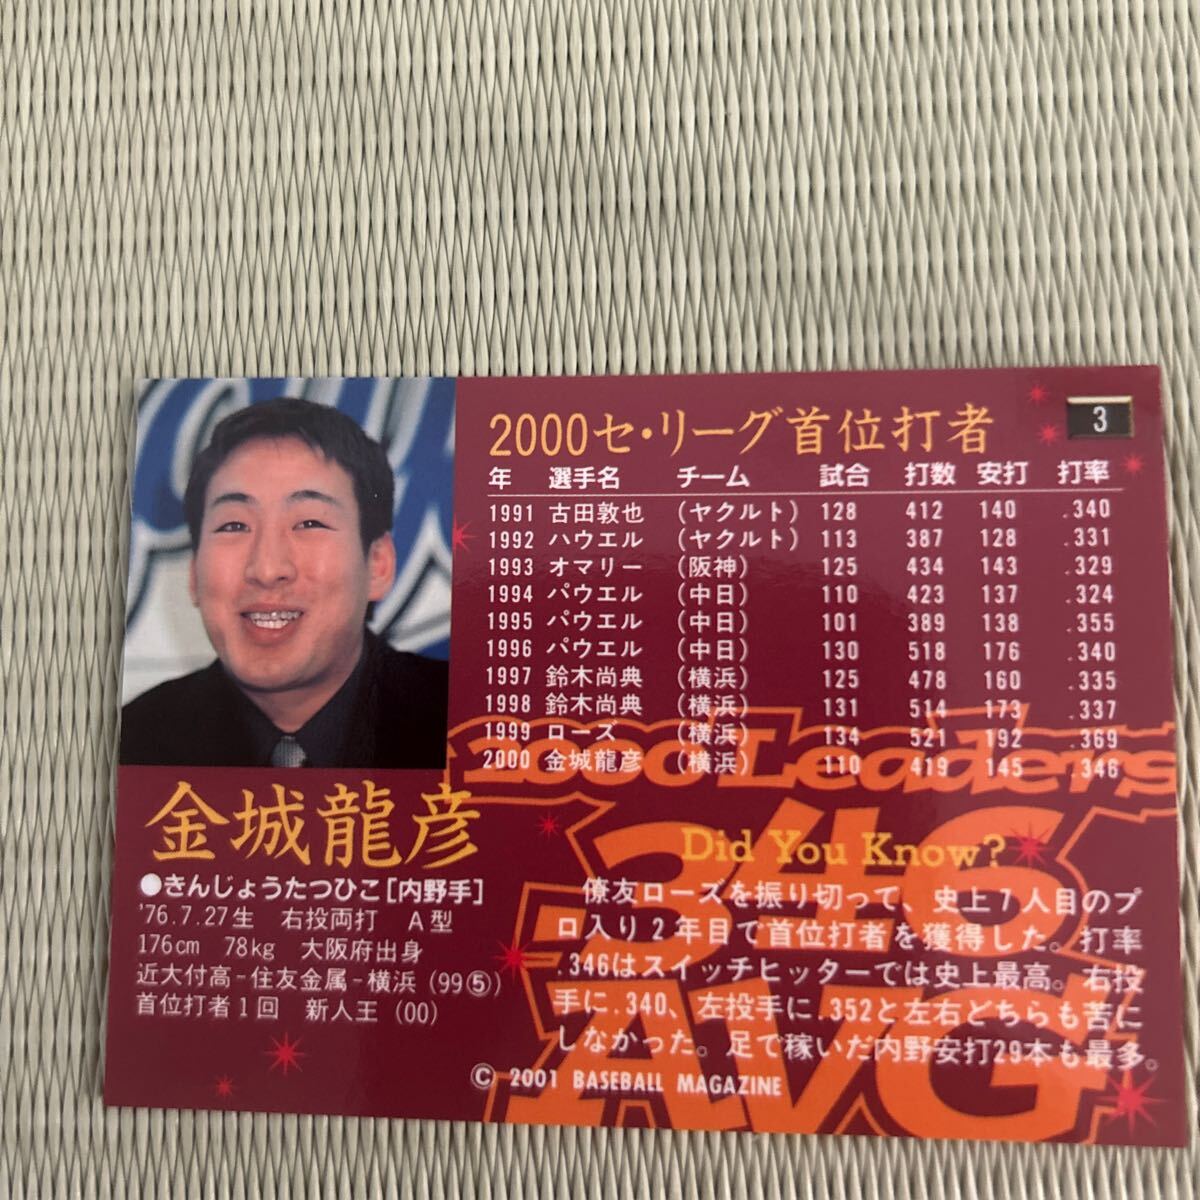 3
2000セ・リーグ首位打者
年 選手名 チーム 試合 打数 安打 打率
1991 古田敦也 (ヤクルト) 128 412 140 .340
1992 ハウエル (ヤクルト) 113 387 128 .331
1993 オマリー (阪神) 125 434 143 .329
1994 パウエル (中日) 110 423 137 .324
1995 パウエル (中日) 101 389 138 .355
1996 パウエル (中日) 130 518 176 .340
1997 鈴木尚典 (横浜) 125 478 160 .335
1998 鈴木尚典 (横浜) 131 514 173 .337
1999 ローズ (横浜) 134 521 192 .369
2000 金城龍彦 (横浜) 110 419 145 .346
2000 Leaders
.346
AVG
金城龍彦
●きんじょうたつひこ[内野手]
'76.7.27生 右投両打 A型
176cm 78kg 大阪府出身
近大付高-住友金属-横浜 (99⑤)
首位打者1回 新人王 (00)
Did You Know?
僚友ローズを振り切って、史上7人目のプ
ロ入り2年目で首位打者を獲得した。打率
.346はスイッチヒッターでは史上最高。右投
手に.340、左投手に.352と左右どちらも苦に
しなかった。足で稼いだ内野安打29本も最多。
© 2001 BASEBALL MAGAZINE